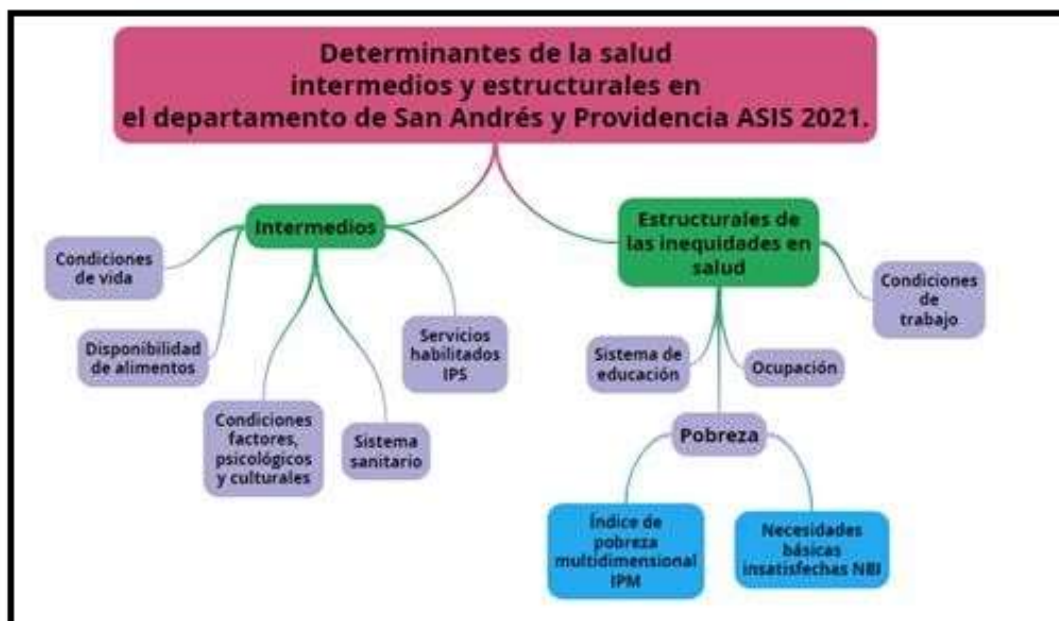 Determinantes de la salud
intermedios y estructurales en
el departamento de San Andrés y Providencia ASIS 2021.
Intermedios
Condiciones
de vida
Disponibilidad
de alimentos
Condiciones
factores,
psicológicos
y culturales
Sistema
sanitario
Servicios
habilitados
IPS
Estructurales de
las inequidades en
salud
Condiciones
de
trabajo
Sistema de
educación
Ocupación
Pobreza
Índice de
pobreza
multidimensional
IPM
Necesidades
básicas
insatisfechas NBI